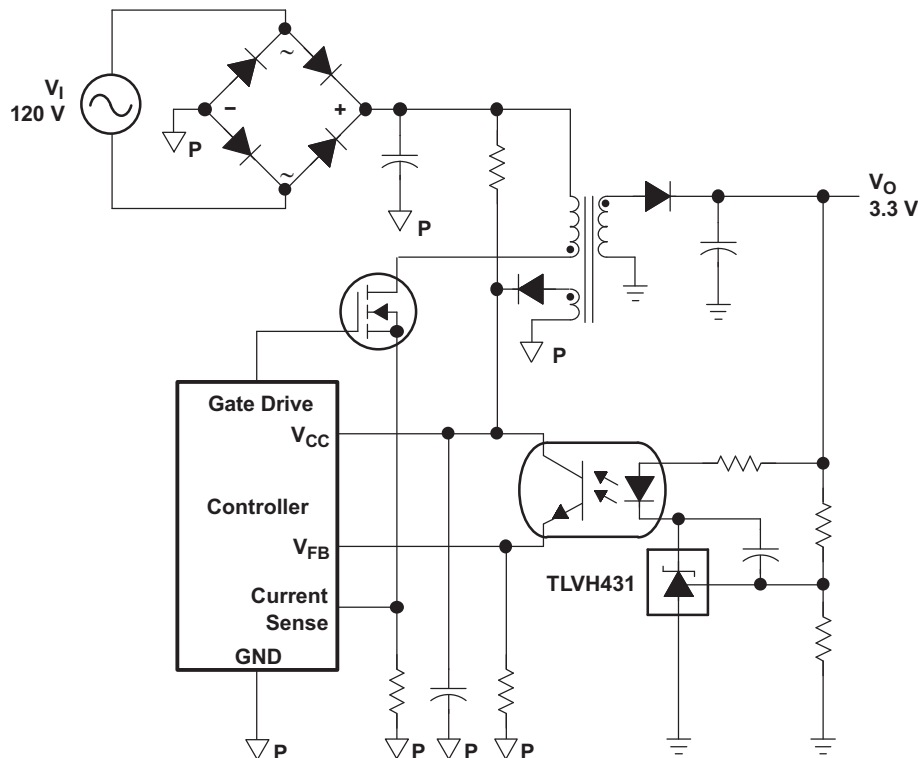 ~
V_I
120 V
–
+
P
~
P
P
V_O
3.3 V
P
Gate Drive
V_CC
Controller
V_FB
TLVH431
Current
Sense
GND
P
P
P
P